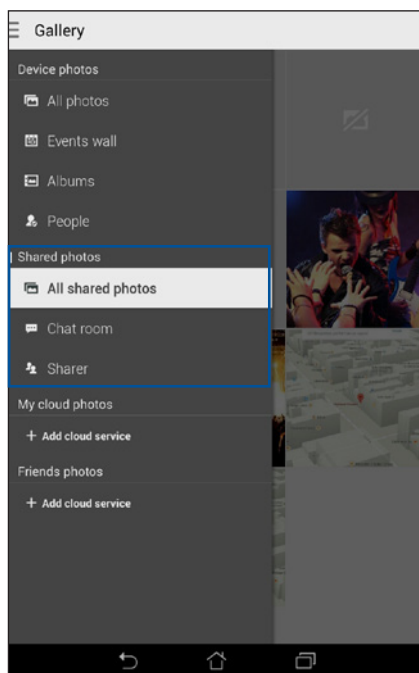 Gallery
Device photos
All photos
Events wall
Albums
People
Shared photos
All shared photos
Chat room
Sharer
My cloud photos
+ Add cloud service
Friends photos
+ Add cloud service